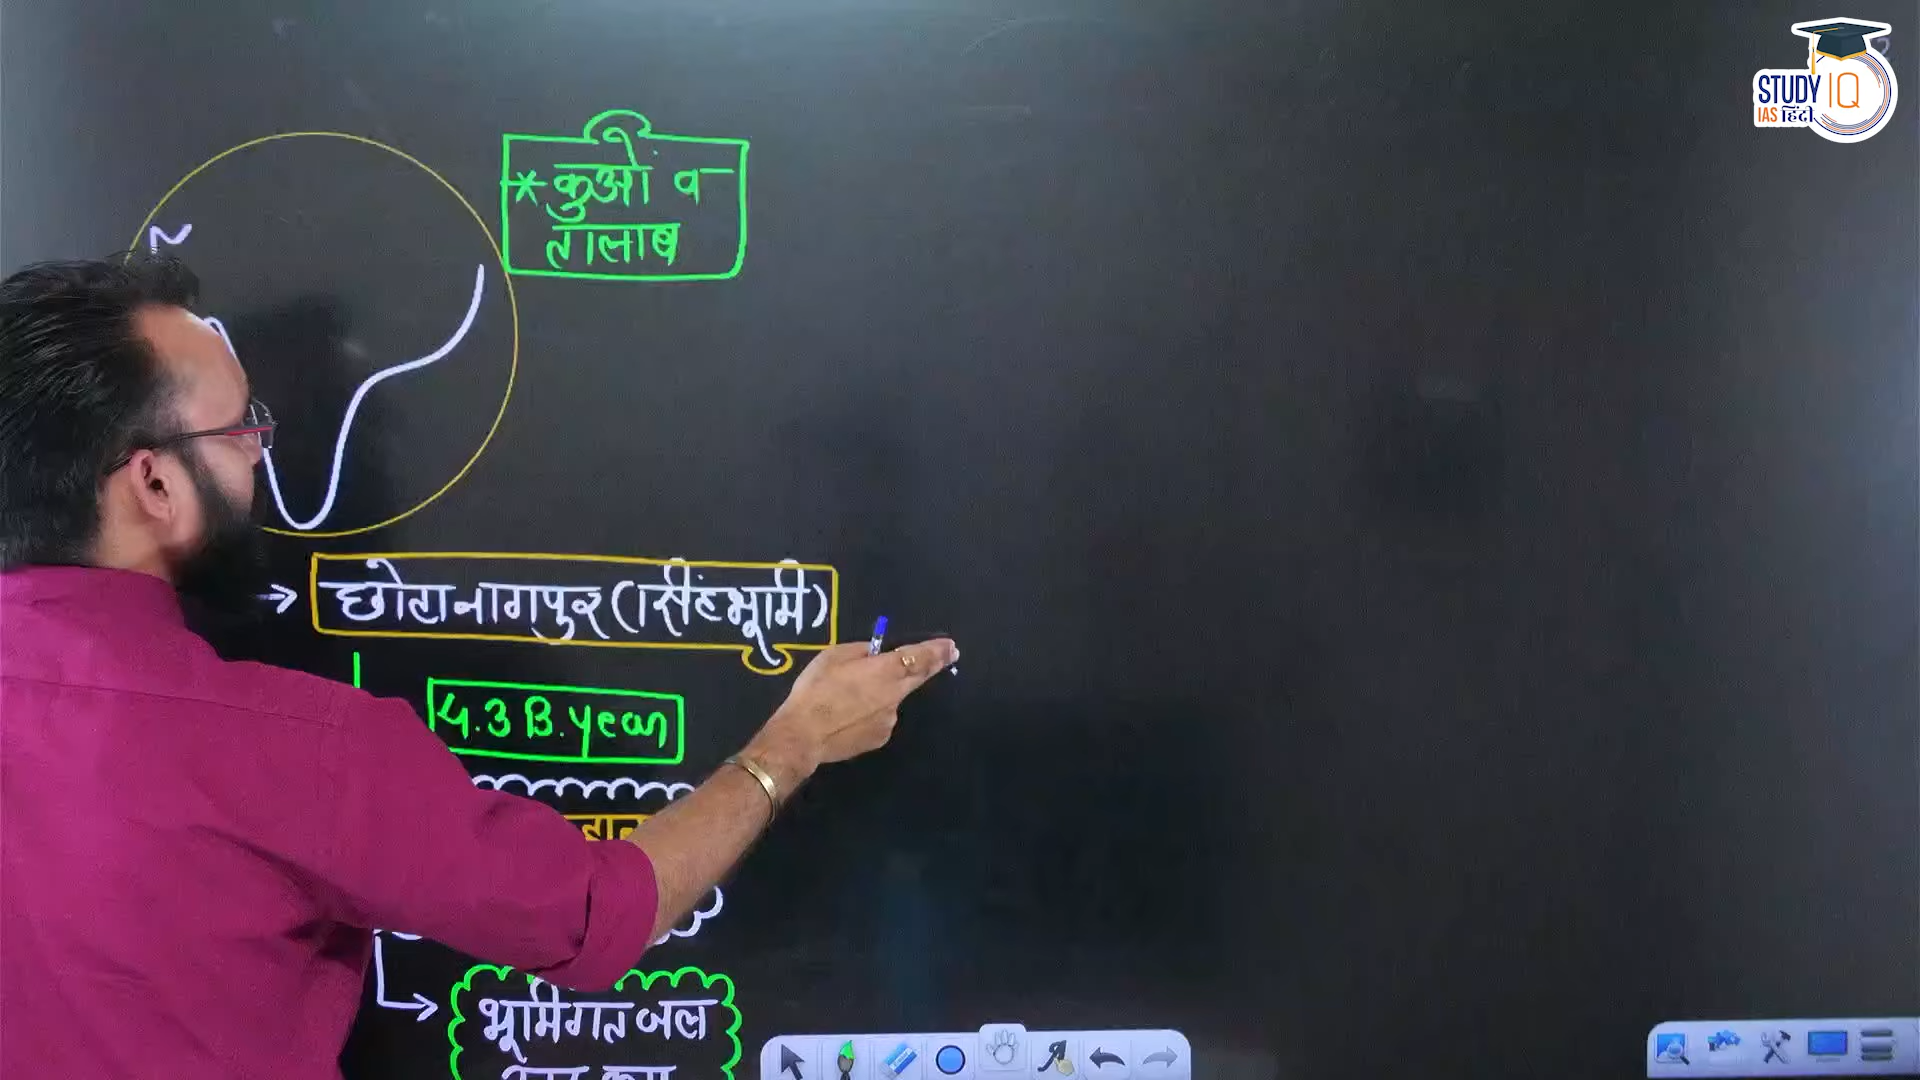 STUDY IQ
IAS हिंदी
* कुओं व
तालाब
→ छोटानागपुर (सिंहभूमि)
4.3 B. year
भूमिगत जल